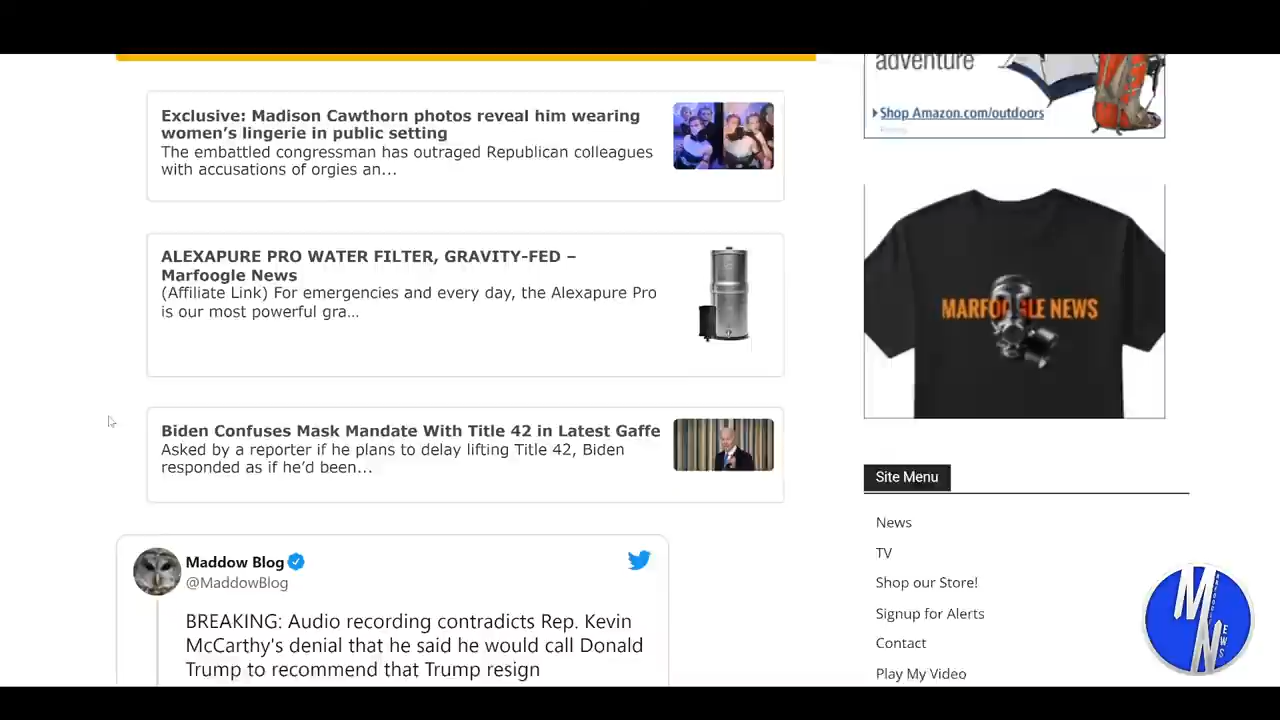 Exclusive: Madison Cawthorn photos reveal him wearing
women's lingerie in public setting
The embattled congressman has outraged Republican colleagues
with accusations of orgies an...
ALEXAPURE PRO WATER FILTER, GRAVITY-FED –
Marfoogle News
(Affiliate Link) For emergencies and every day, the Alexapure Pro
is our most powerful gra...
Biden Confuses Mask Mandate With Title 42 in Latest Gaffe
Asked by a reporter if he plans to delay lifting Title 42, Biden
responded as if he'd been...
Maddow Blog
@MaddowBlog
BREAKING: Audio recording contradicts Rep. Kevin
McCarthy's denial that he said he would call Donald
Trump to recommend that Trump resign
adventure
Shop Amazon.com/outdoors
MARFOOGLE NEWS
Site Menu
News
TV
Shop our Store!
Signup for Alerts
Contact
Play My Video